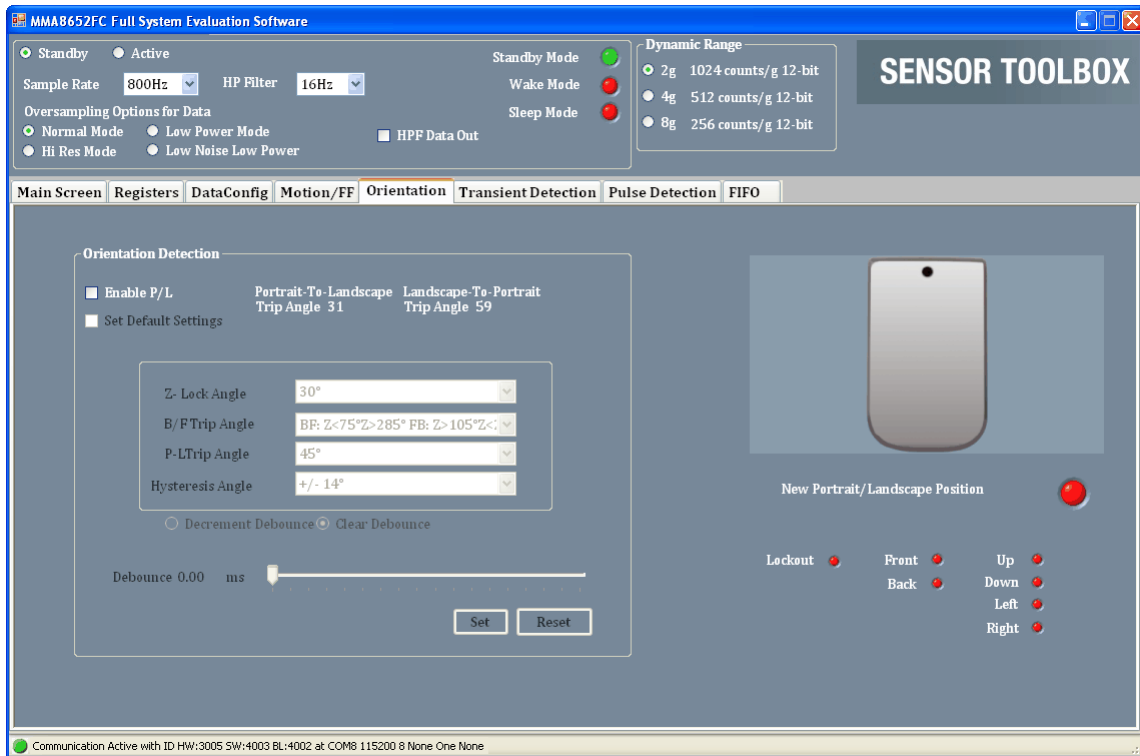 MMA8652FC Full System Evaluation Software
Standby Active
Sample Rate 800Hz HP Filter 16Hz
Oversampling Options for Data
Normal Mode Low Power Mode
Hi Res Mode Low Noise Low Power
HPF Data Out
Standby Mode
Wake Mode
Sleep Mode
Dynamic Range
2g 1024 counts/g 12-bit
4g 512 counts/g 12-bit
8g 256 counts/g 12-bit
SENSOR TOOLBOX
Main Screen Registers DataConfig Motion/FF Orientation Transient Detection Pulse Detection FIFO
Orientation Detection
Enable P/L
Set Default Settings
Portrait-To-Landscape
Trip Angle 31
Landscape-To-Portrait
Trip Angle 59
Z- Lock Angle 30°
B/F Trip Angle BF: Z<75°Z>285° FB: Z>105°Z<
P-LTrip Angle 45°
Hysteresis Angle +/- 14°
Decrement Debounce Clear Debounce
Debounce 0.00 ms
Set Reset
New Portrait/Landscape Position
Lockout Front Up
Back Down
Left
Right
Communication Active with ID HW:3005 SW:4003 BL:4002 at COM8 115200 8 None One None